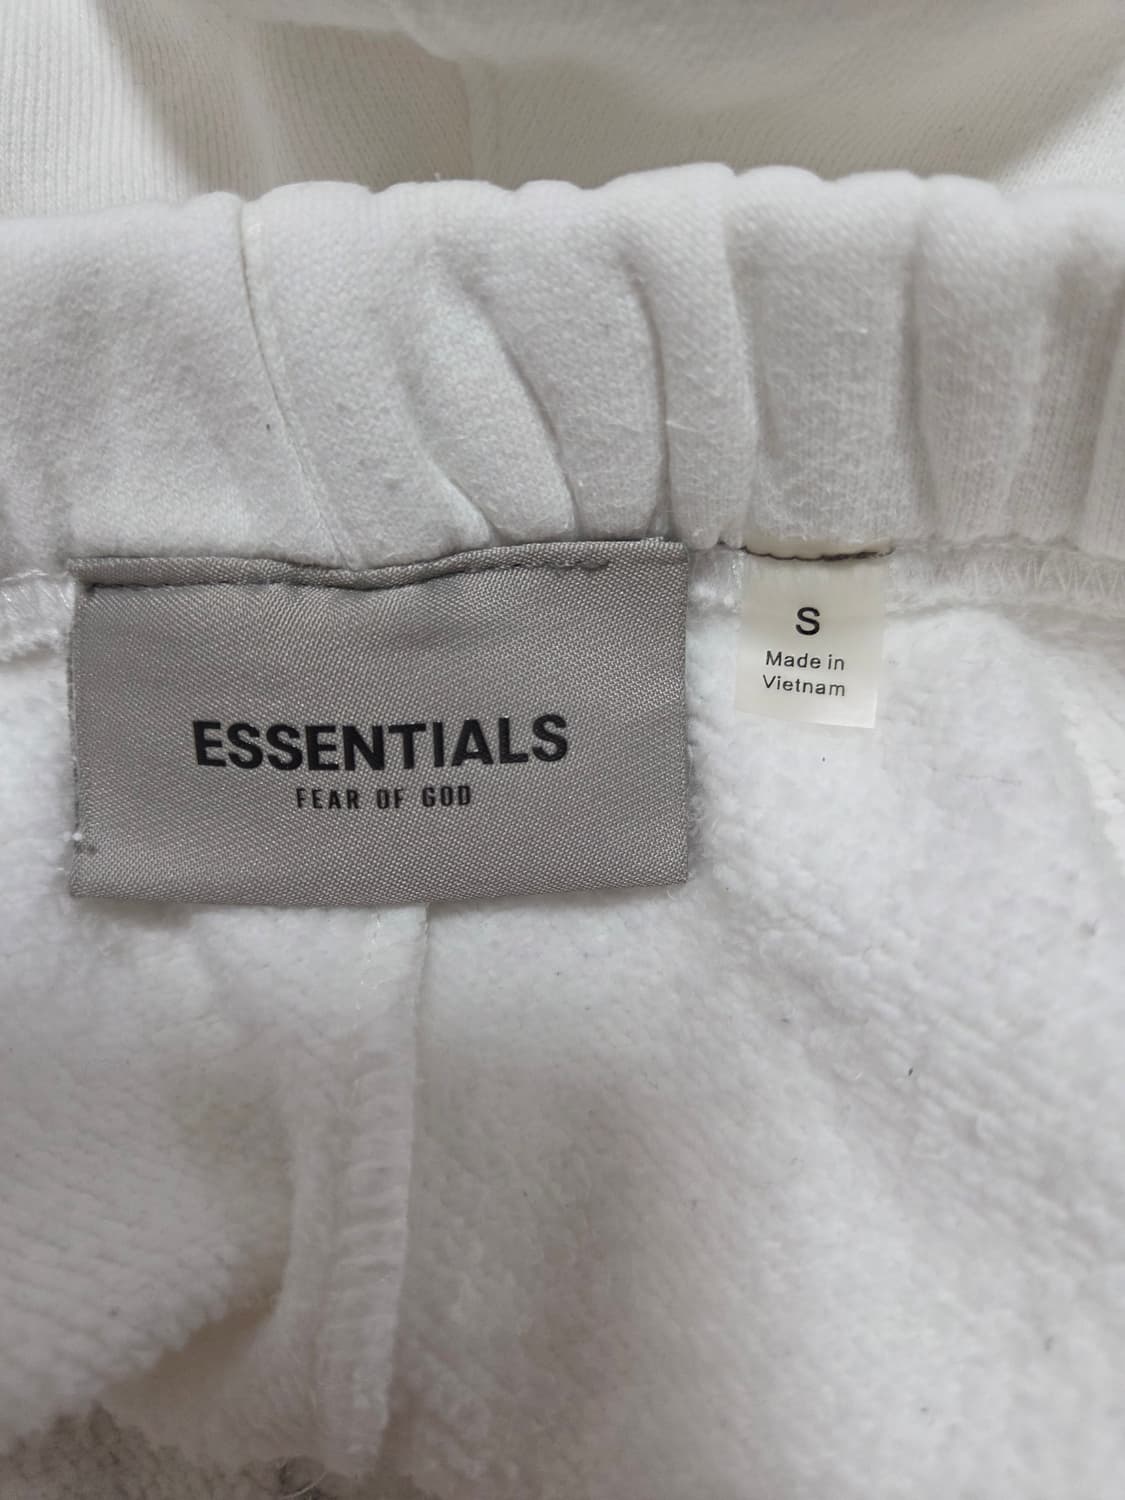 ESSENTIALS
FEAR OF GOD
S
Made in
Vietnam